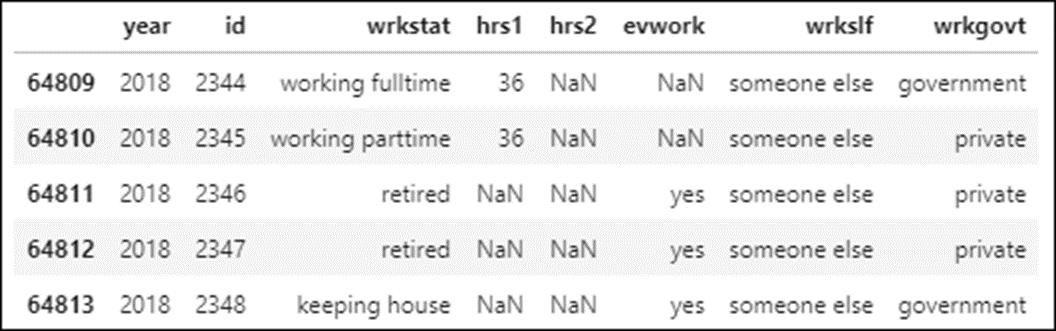 year id wrkstat hrs1 hrs2 evwork wrkslf wrkgovt
64809 2018 2344 working fulltime 36 NaN NaN someone else government
64810 2018 2345 working parttime 36 NaN NaN someone else private
64811 2018 2346 retired NaN NaN yes someone else private
64812 2018 2347 retired NaN NaN yes someone else private
64813 2018 2348 keeping house NaN NaN yes someone else government